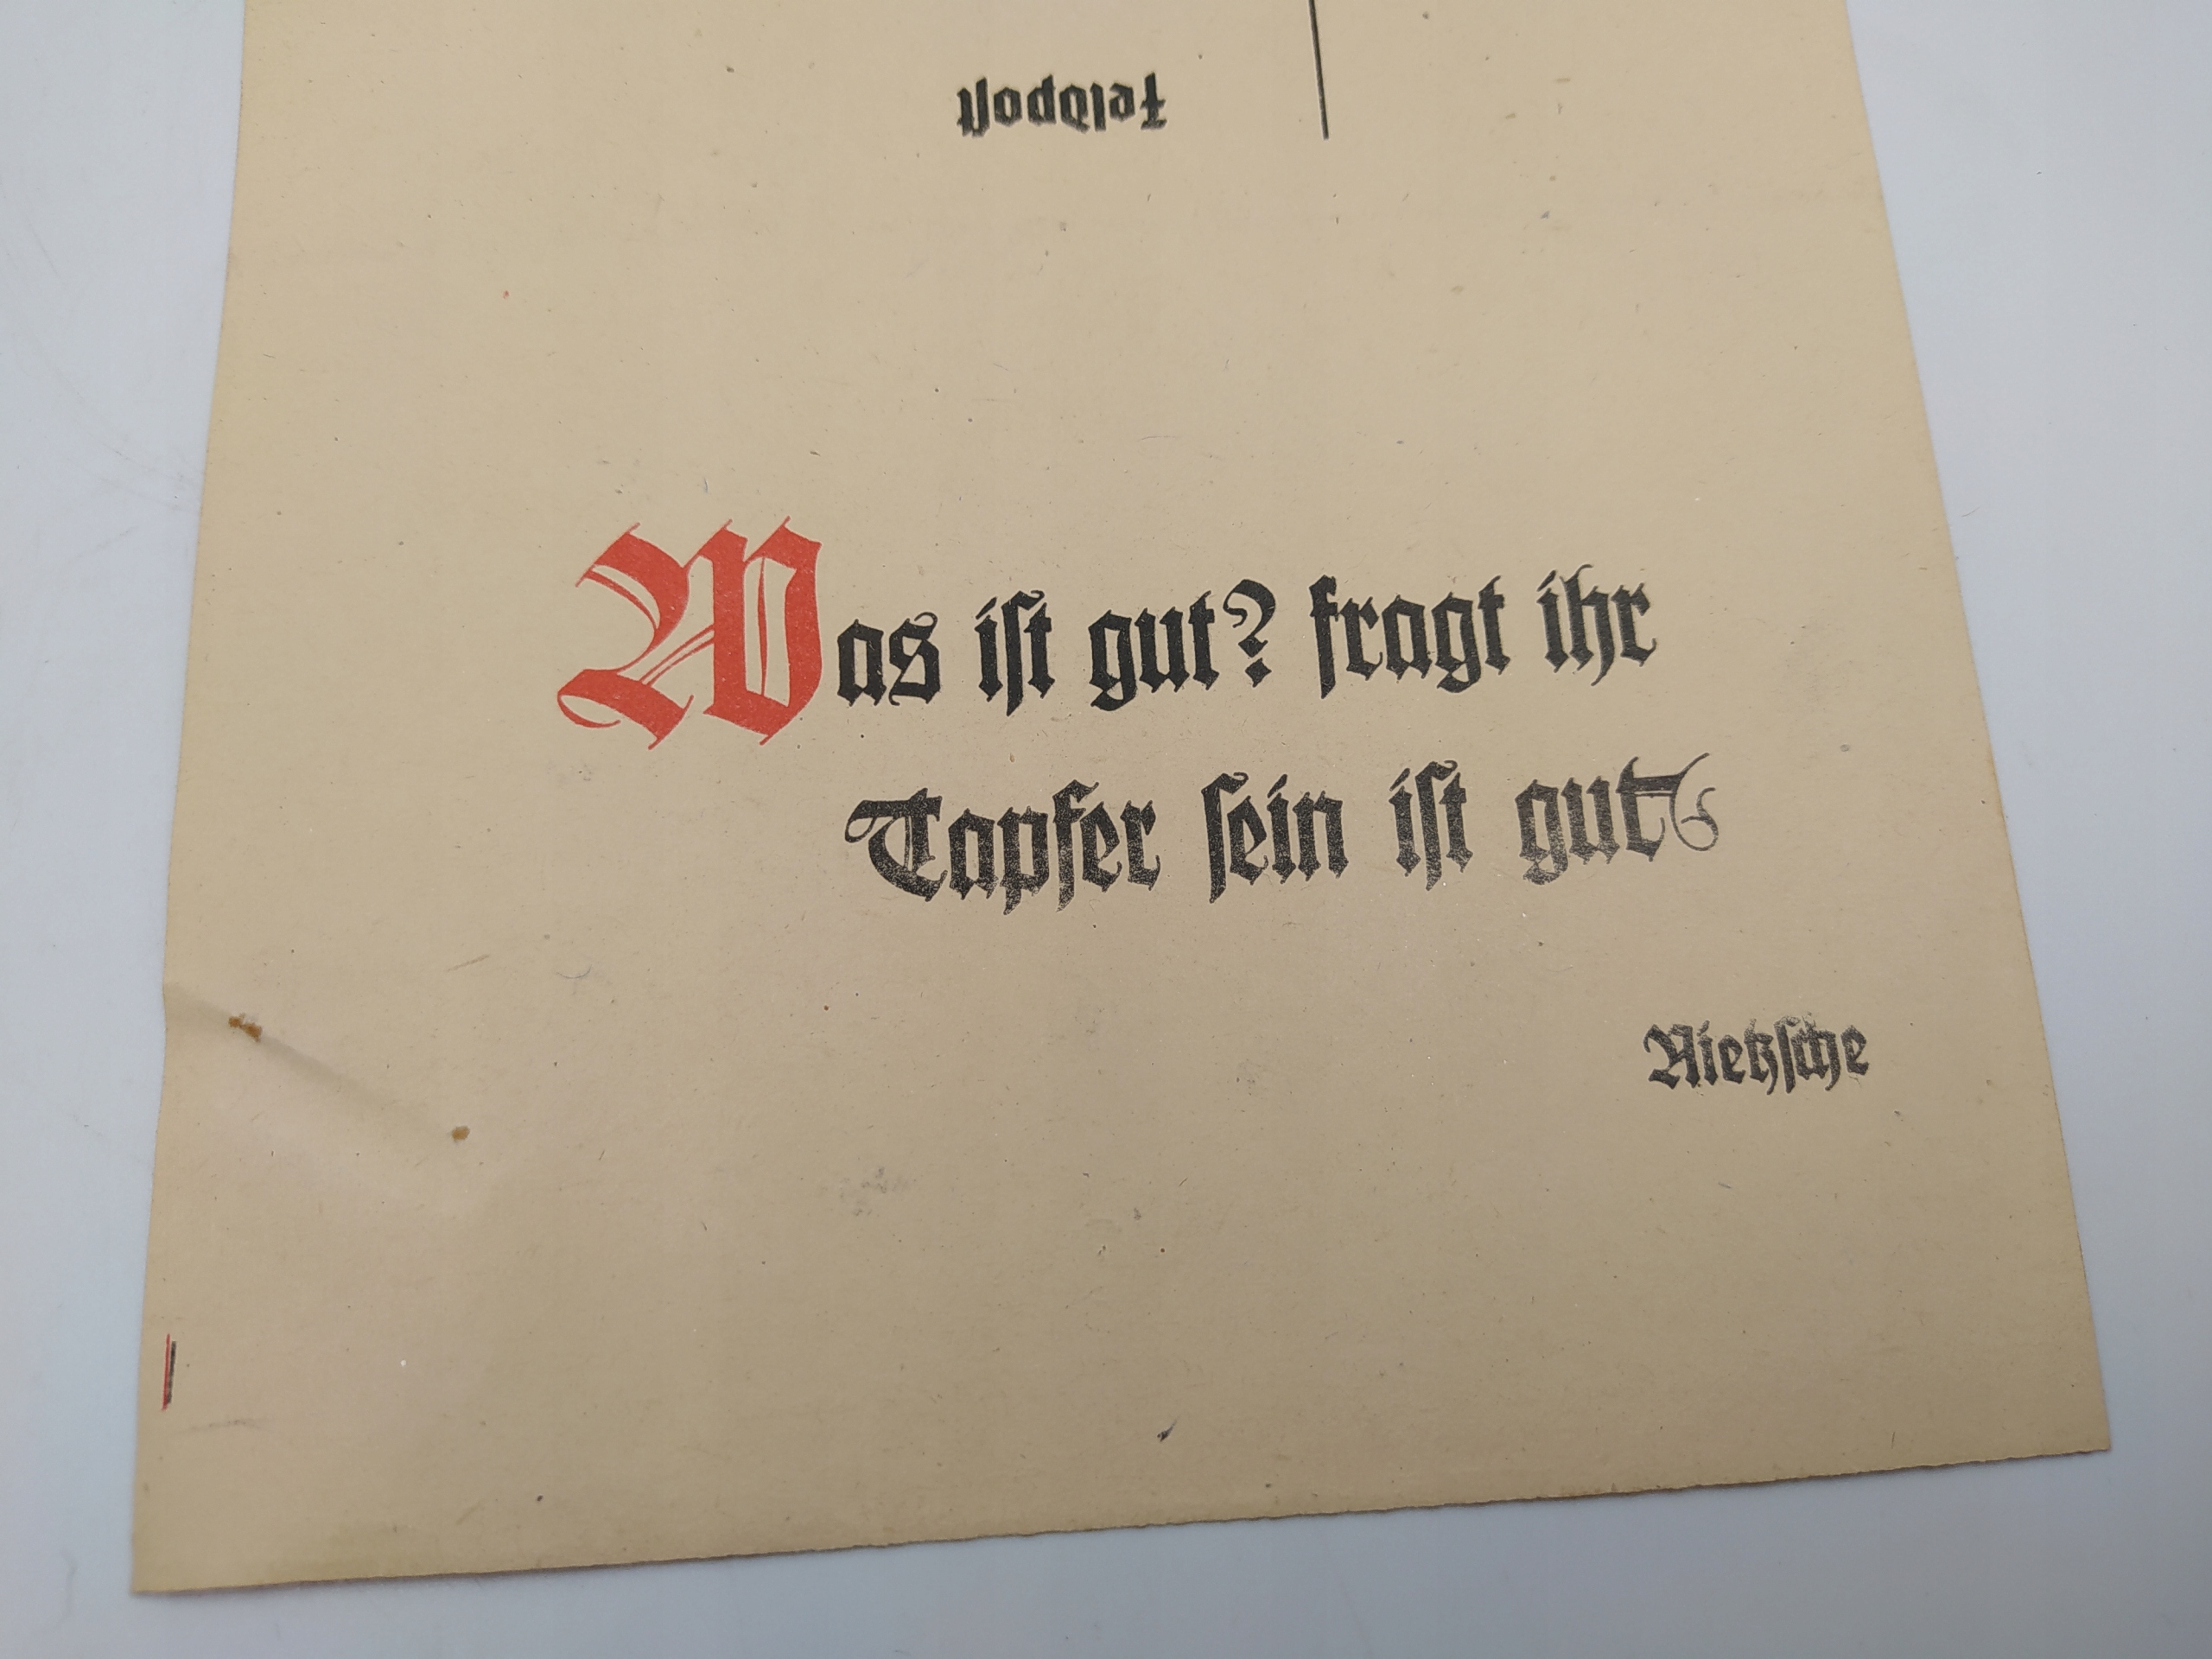 Feldpost
Was ist gut? fragt ihr
Tapfer sein ist gut
Nietzsche